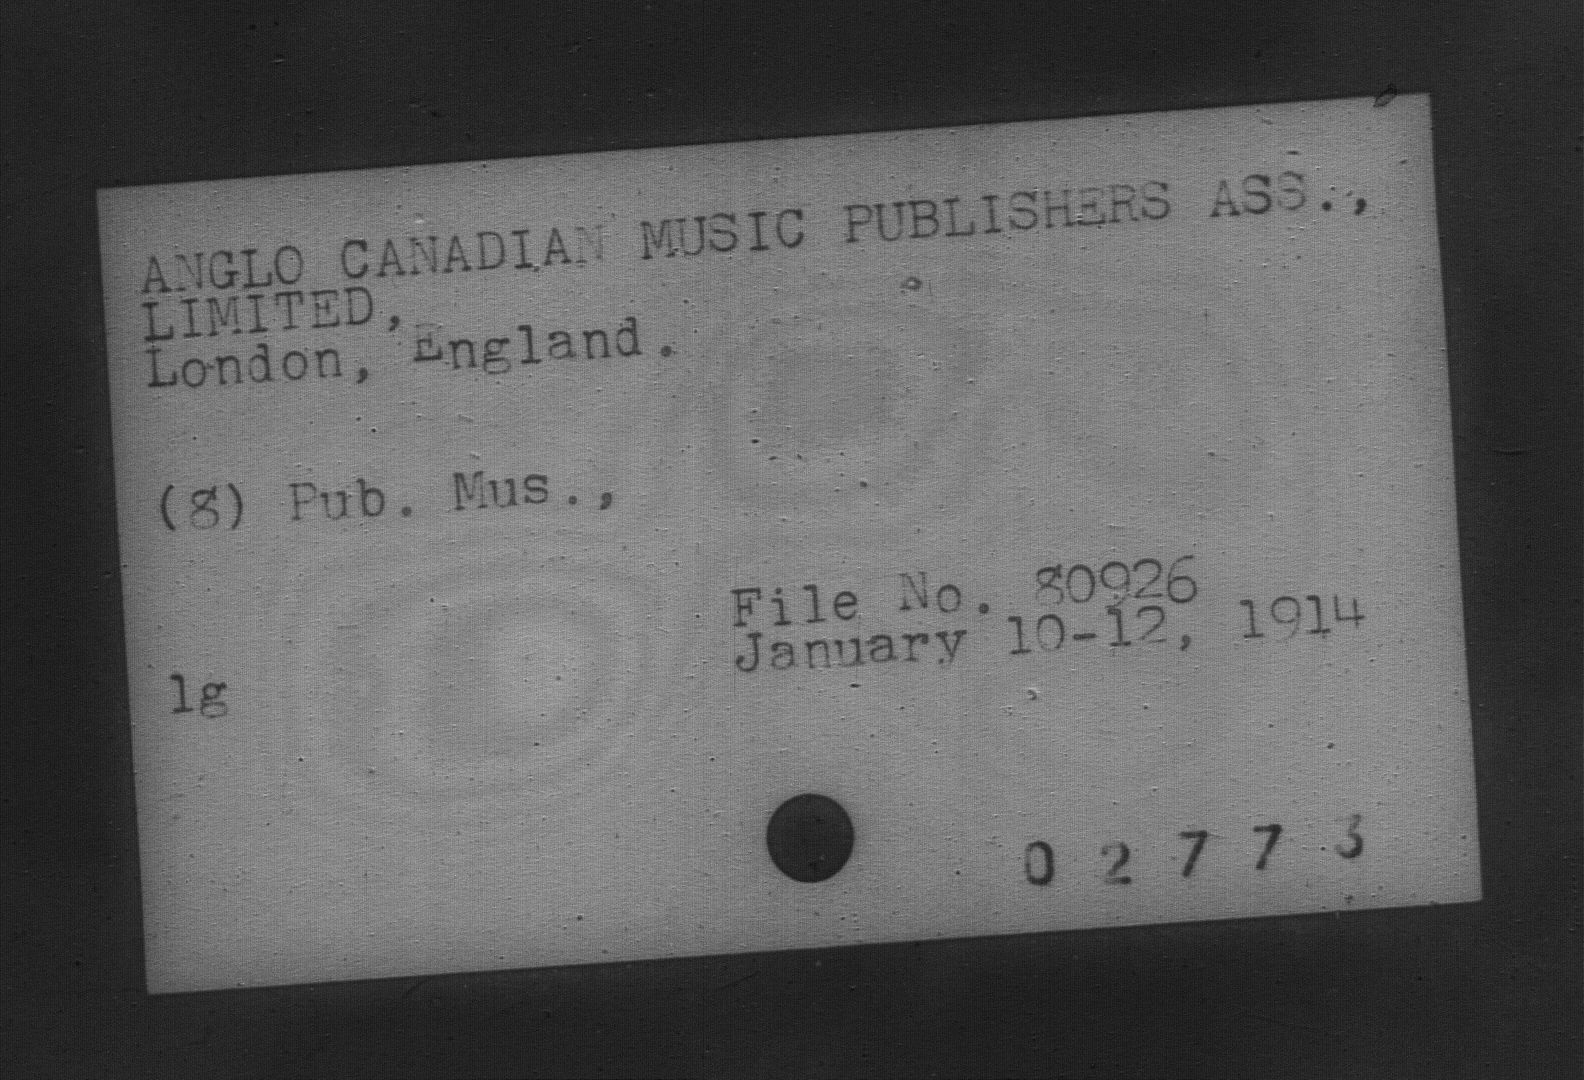 ANGLO CANADIAN MUSIC PUBLISHERS ASS.,
LIMITED,
London, England.
(8) Pub. Mus.,
File No. 80926
January 10-12, 1914
lg
0 2 7 7 3